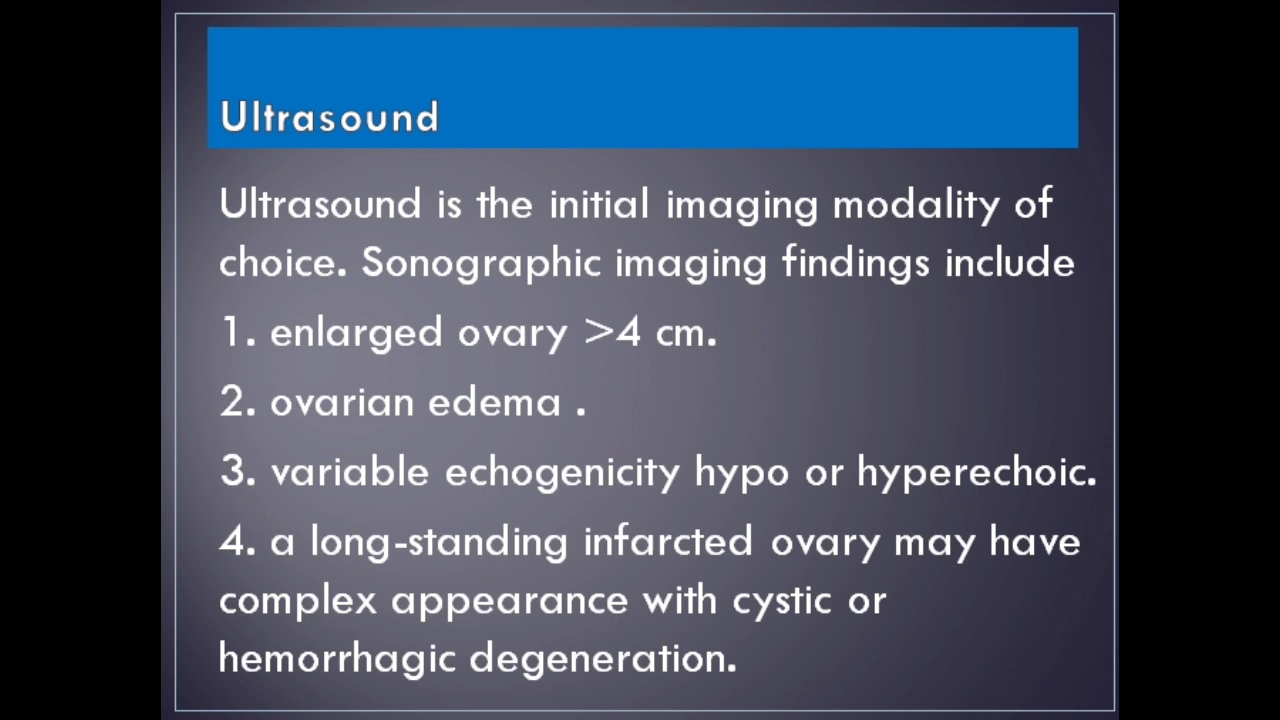 Ultrasound
Ultrasound is the initial imaging modality of
choice. Sonographic imaging findings include
1. enlarged ovary >4 cm.
2. ovarian edema .
3. variable echogenicity hypo or hyperechoic.
4. a long-standing infarcted ovary may have
complex appearance with cystic or
hemorrhagic degeneration.